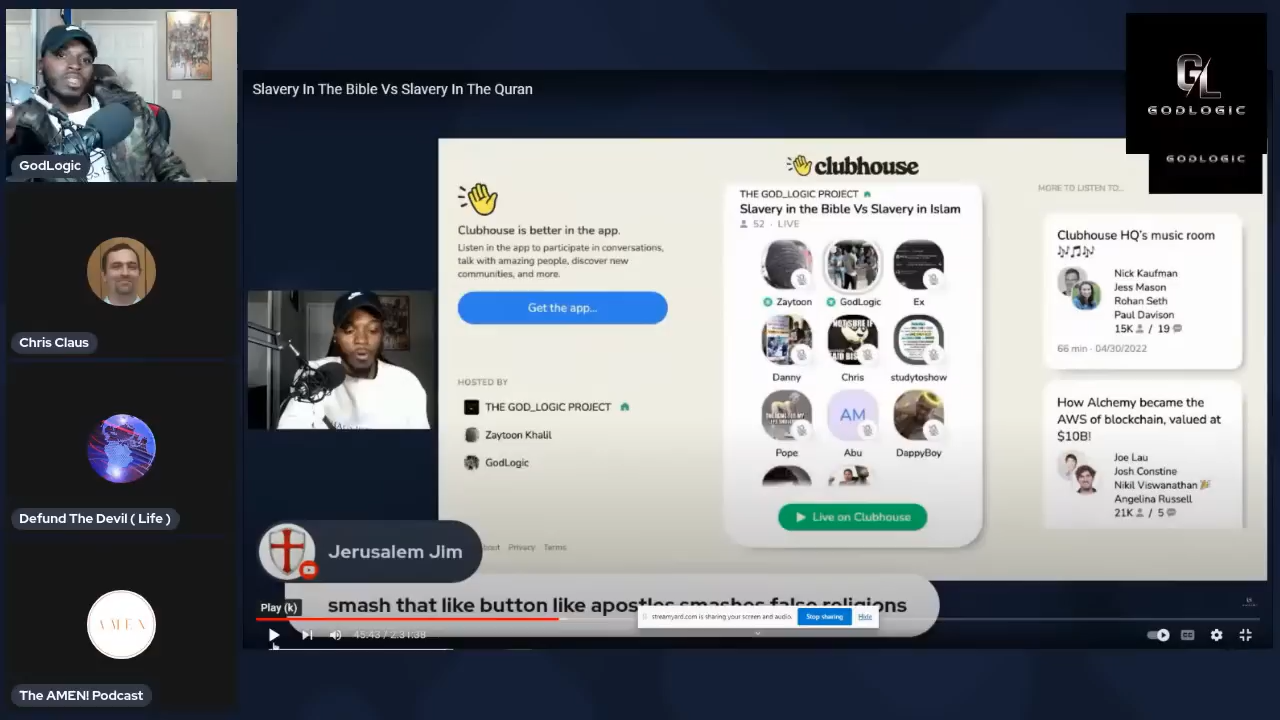 GodLogic
Chris Claus
Defund The Devil ( Life )
AMEN
The AMEN! Podcast
Slavery In The Bible Vs Slavery In The Quran
GL
GODLOGIC
GODLOGIC
Clubhouse is better in the app.
Listen in the app to participate in conversations,
talk with amazing people, discover new
communities, and more.
Get the app...
HOSTED BY
THE GOD_LOGIC PROJECT
Zaytoon Khalil
GodLogic
Privacy Terms
clubhouse
THE GOD_LOGIC PROJECT
Slavery in the Bible Vs Slavery in Islam
52 · LIVE
Zaytoon GodLogic Ex
NOT SURE IF
Danny Chris studytoshow
AM
Pope Abu DappyBoy
Live on Clubhouse
MORE TO LISTEN TO...
Clubhouse HQ's music room
🎶🎵🎶
Nick Kaufman
Jess Mason
Rohan Seth
Paul Davison
15K / 19
66 min · 04/30/2022
How Alchemy became the
AWS of blockchain, valued at
$10B!
Joe Lau
Josh Constine
Nikil Viswanathan 🎉
Angelina Russell
21K / 5
Jerusalem Jim
smash that like button like apostles smashes false religions
Play (k)
streamyard.com is sharing your screen and audio. Stop sharing Hide
45:43 / 2:31:38
CC